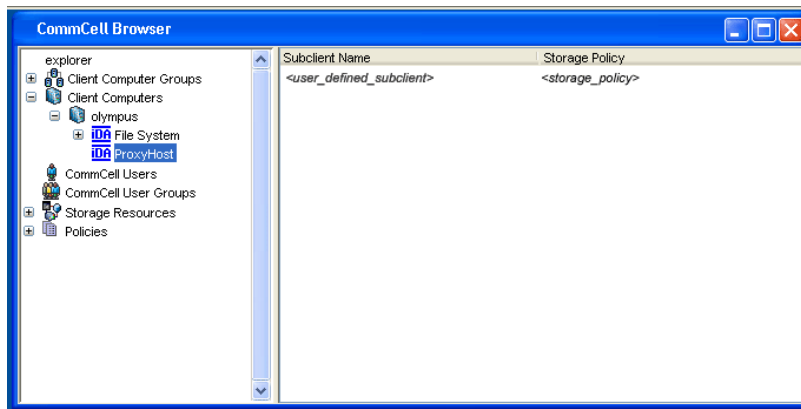 CommCell Browser
explorer
Client Computer Groups
Client Computers
olympus
iDA File System
iDA ProxyHost
CommCell Users
CommCell User Groups
Storage Resources
Policies
Subclient Name Storage Policy
<user_defined_subclient> <storage_policy>